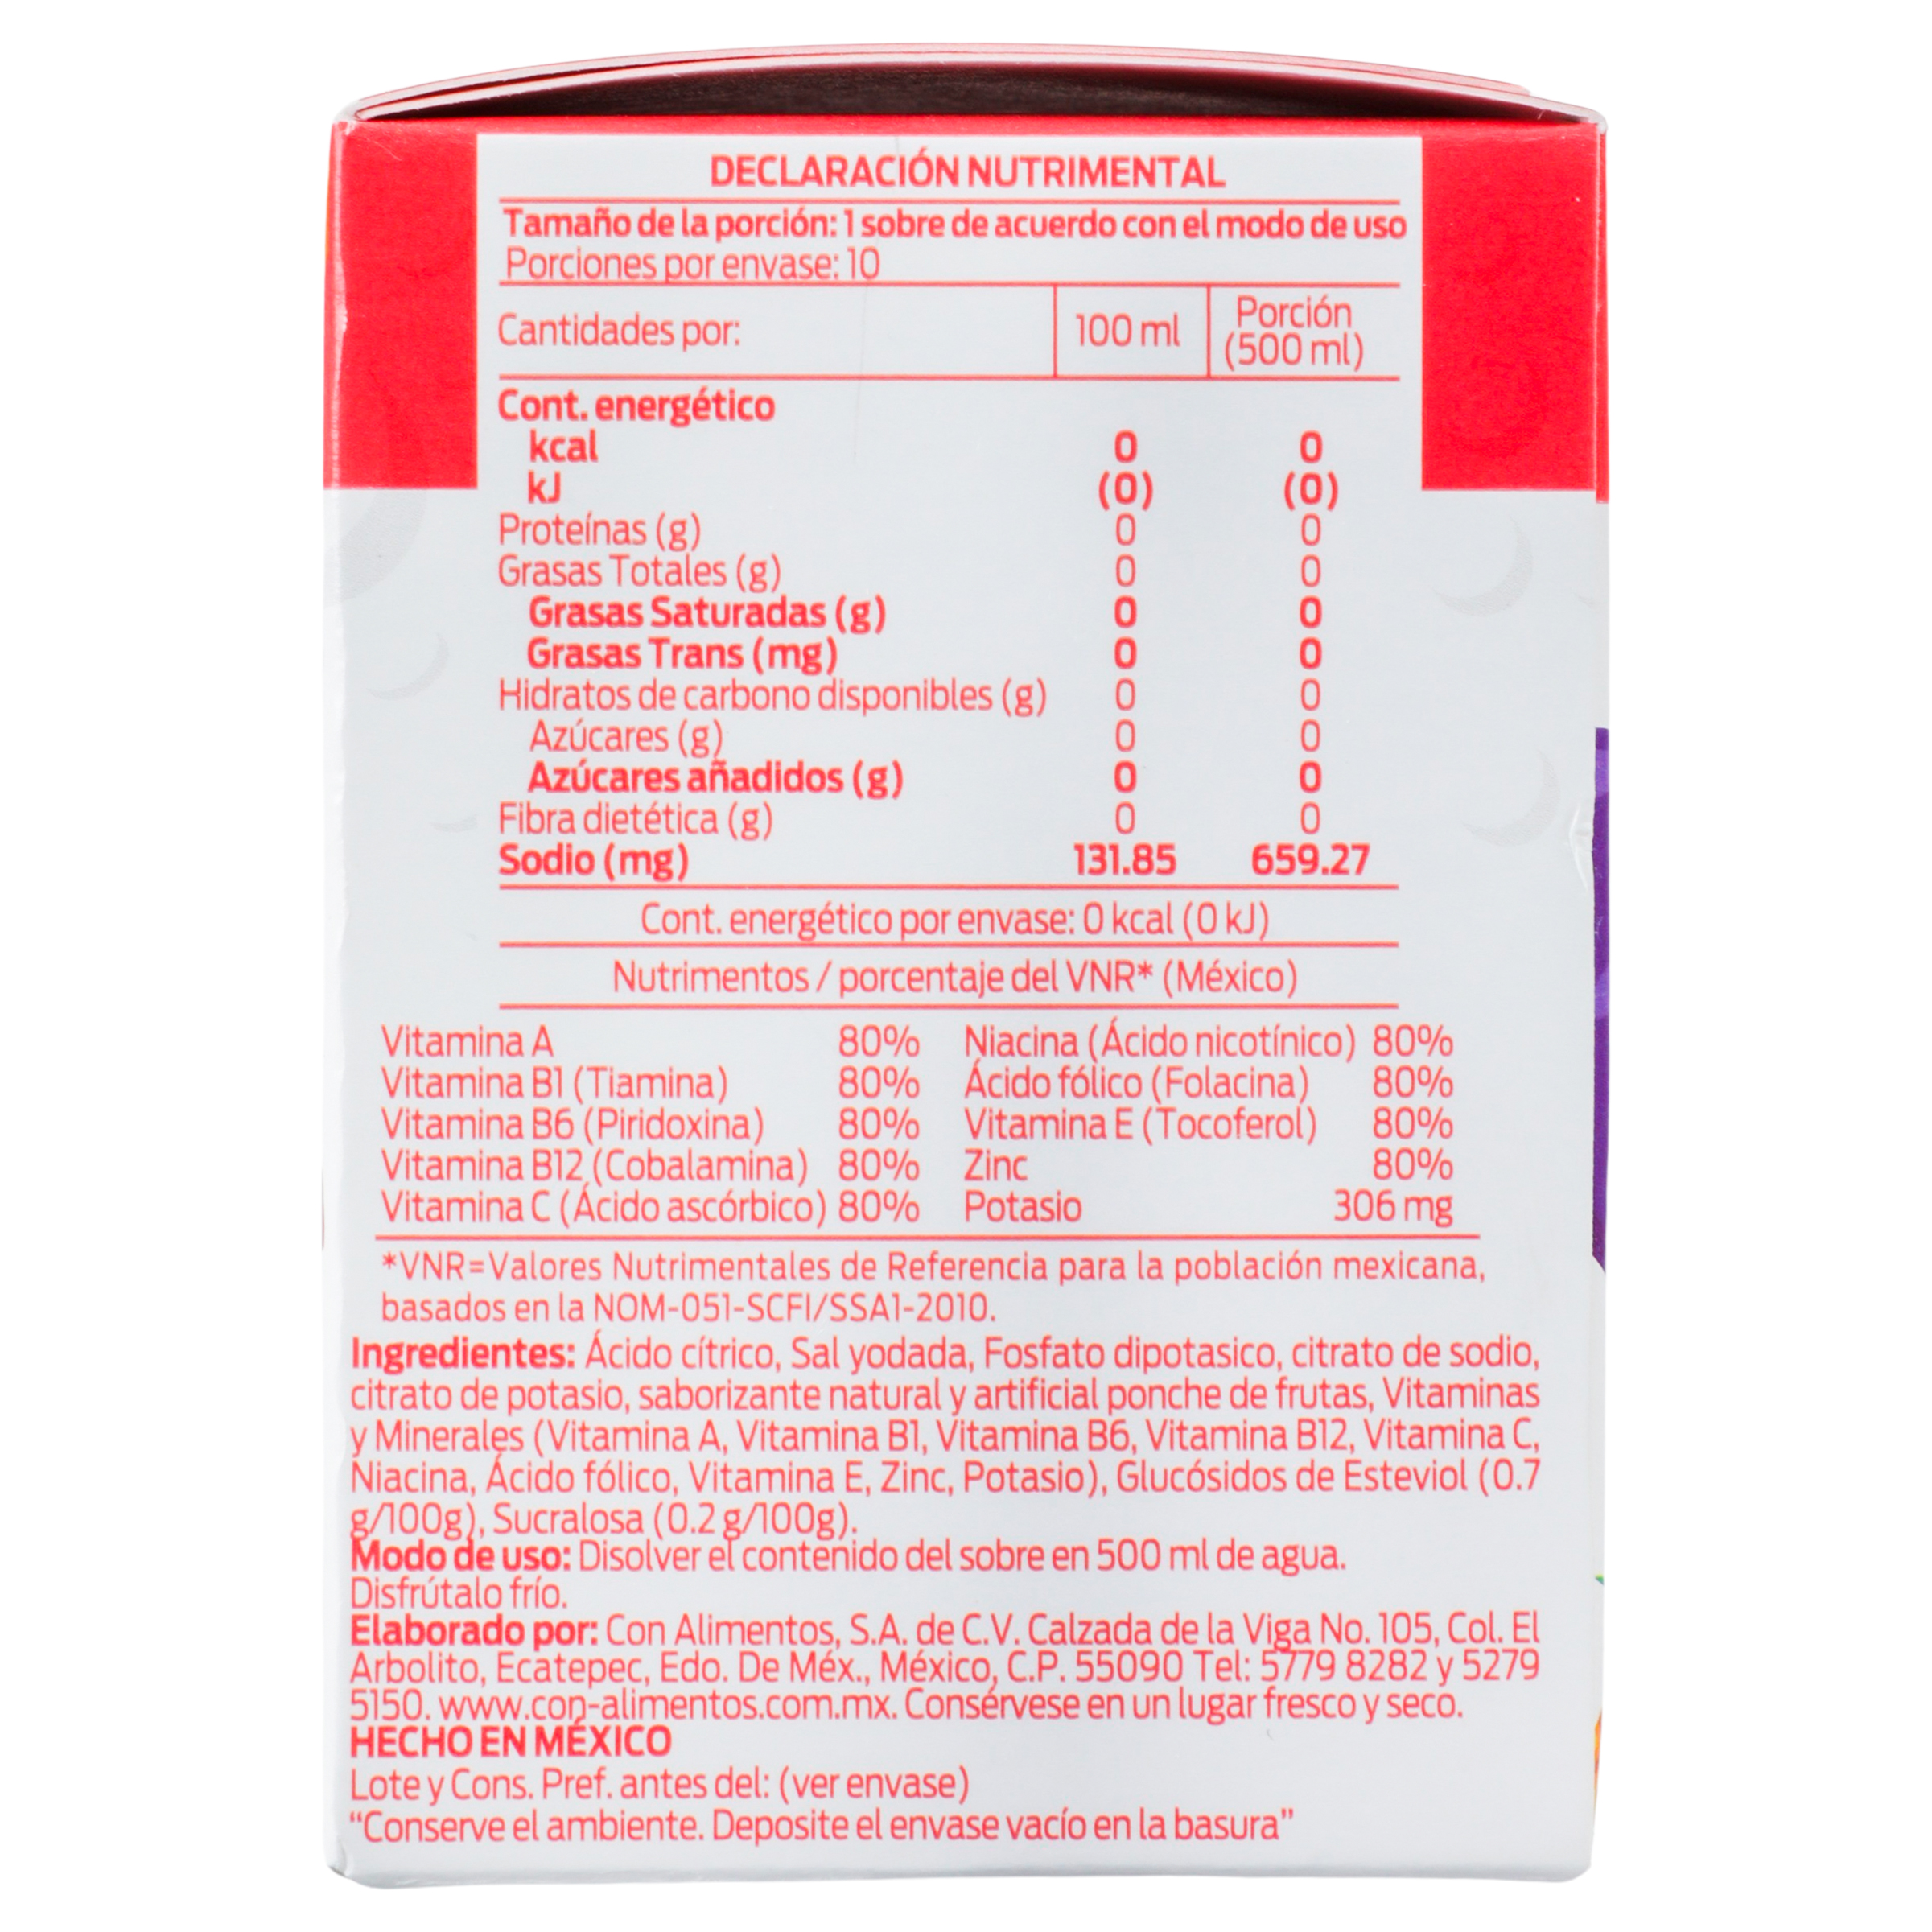 DECLARACIÓN NUTRIMENTAL
Tamaño de la porción: 1 sobre de acuerdo con el modo de uso
Porciones por envase: 10
Cantidades por: 100 ml Porción (500 ml)
Cont. energético
kcal 0 0
kJ (0) (0)
Proteínas (g) 0 0
Grasas Totales (g) 0 0
Grasas Saturadas (g) 0 0
Grasas Trans (mg) 0 0
Hidratos de carbono disponibles (g) 0 0
Azúcares (g) 0 0
Azúcares añadidos (g) 0 0
Fibra dietética (g) 0 0
Sodio (mg) 131.85 659.27
Cont. energético por envase: 0 kcal (0 kJ)
Nutrimentos / porcentaje del VNR* (México)
Vitamina A 80% Niacina (Ácido nicotínico) 80%
Vitamina B1 (Tiamina) 80% Ácido fólico (Folacina) 80%
Vitamina B6 (Piridoxina) 80% Vitamina E (Tocoferol) 80%
Vitamina B12 (Cobalamina) 80% Zinc 80%
Vitamina C (Ácido ascórbico) 80% Potasio 306 mg
*VNR=Valores Nutrimentales de Referencia para la población mexicana,
basados en la NOM-051-SCFI/SSA1-2010.
Ingredientes: Ácido cítrico, Sal yodada, Fosfato dipotasico, citrato de sodio,
citrato de potasio, saborizante natural y artificial ponche de frutas, Vitaminas
y Minerales (Vitamina A, Vitamina B1, Vitamina B6, Vitamina B12, Vitamina C,
Niacina, Ácido fólico, Vitamina E, Zinc, Potasio), Glucósidos de Esteviol (0.7
g/100g), Sucralosa (0.2 g/100g).
Modo de uso: Disolver el contenido del sobre en 500 ml de agua.
Disfrútalo frío.
Elaborado por: Con Alimentos, S.A. de C.V. Calzada de la Viga No. 105, Col. El
Arbolito, Ecatepec, Edo. De Méx., México, C.P. 55090 Tel: 5779 8282 y 5279
5150. www.con-alimentos.com.mx. Consérvese en un lugar fresco y seco.
HECHO EN MÉXICO
Lote y Cons. Pref. antes del: (ver envase)
"Conserve el ambiente. Deposite el envase vacío en la basura"